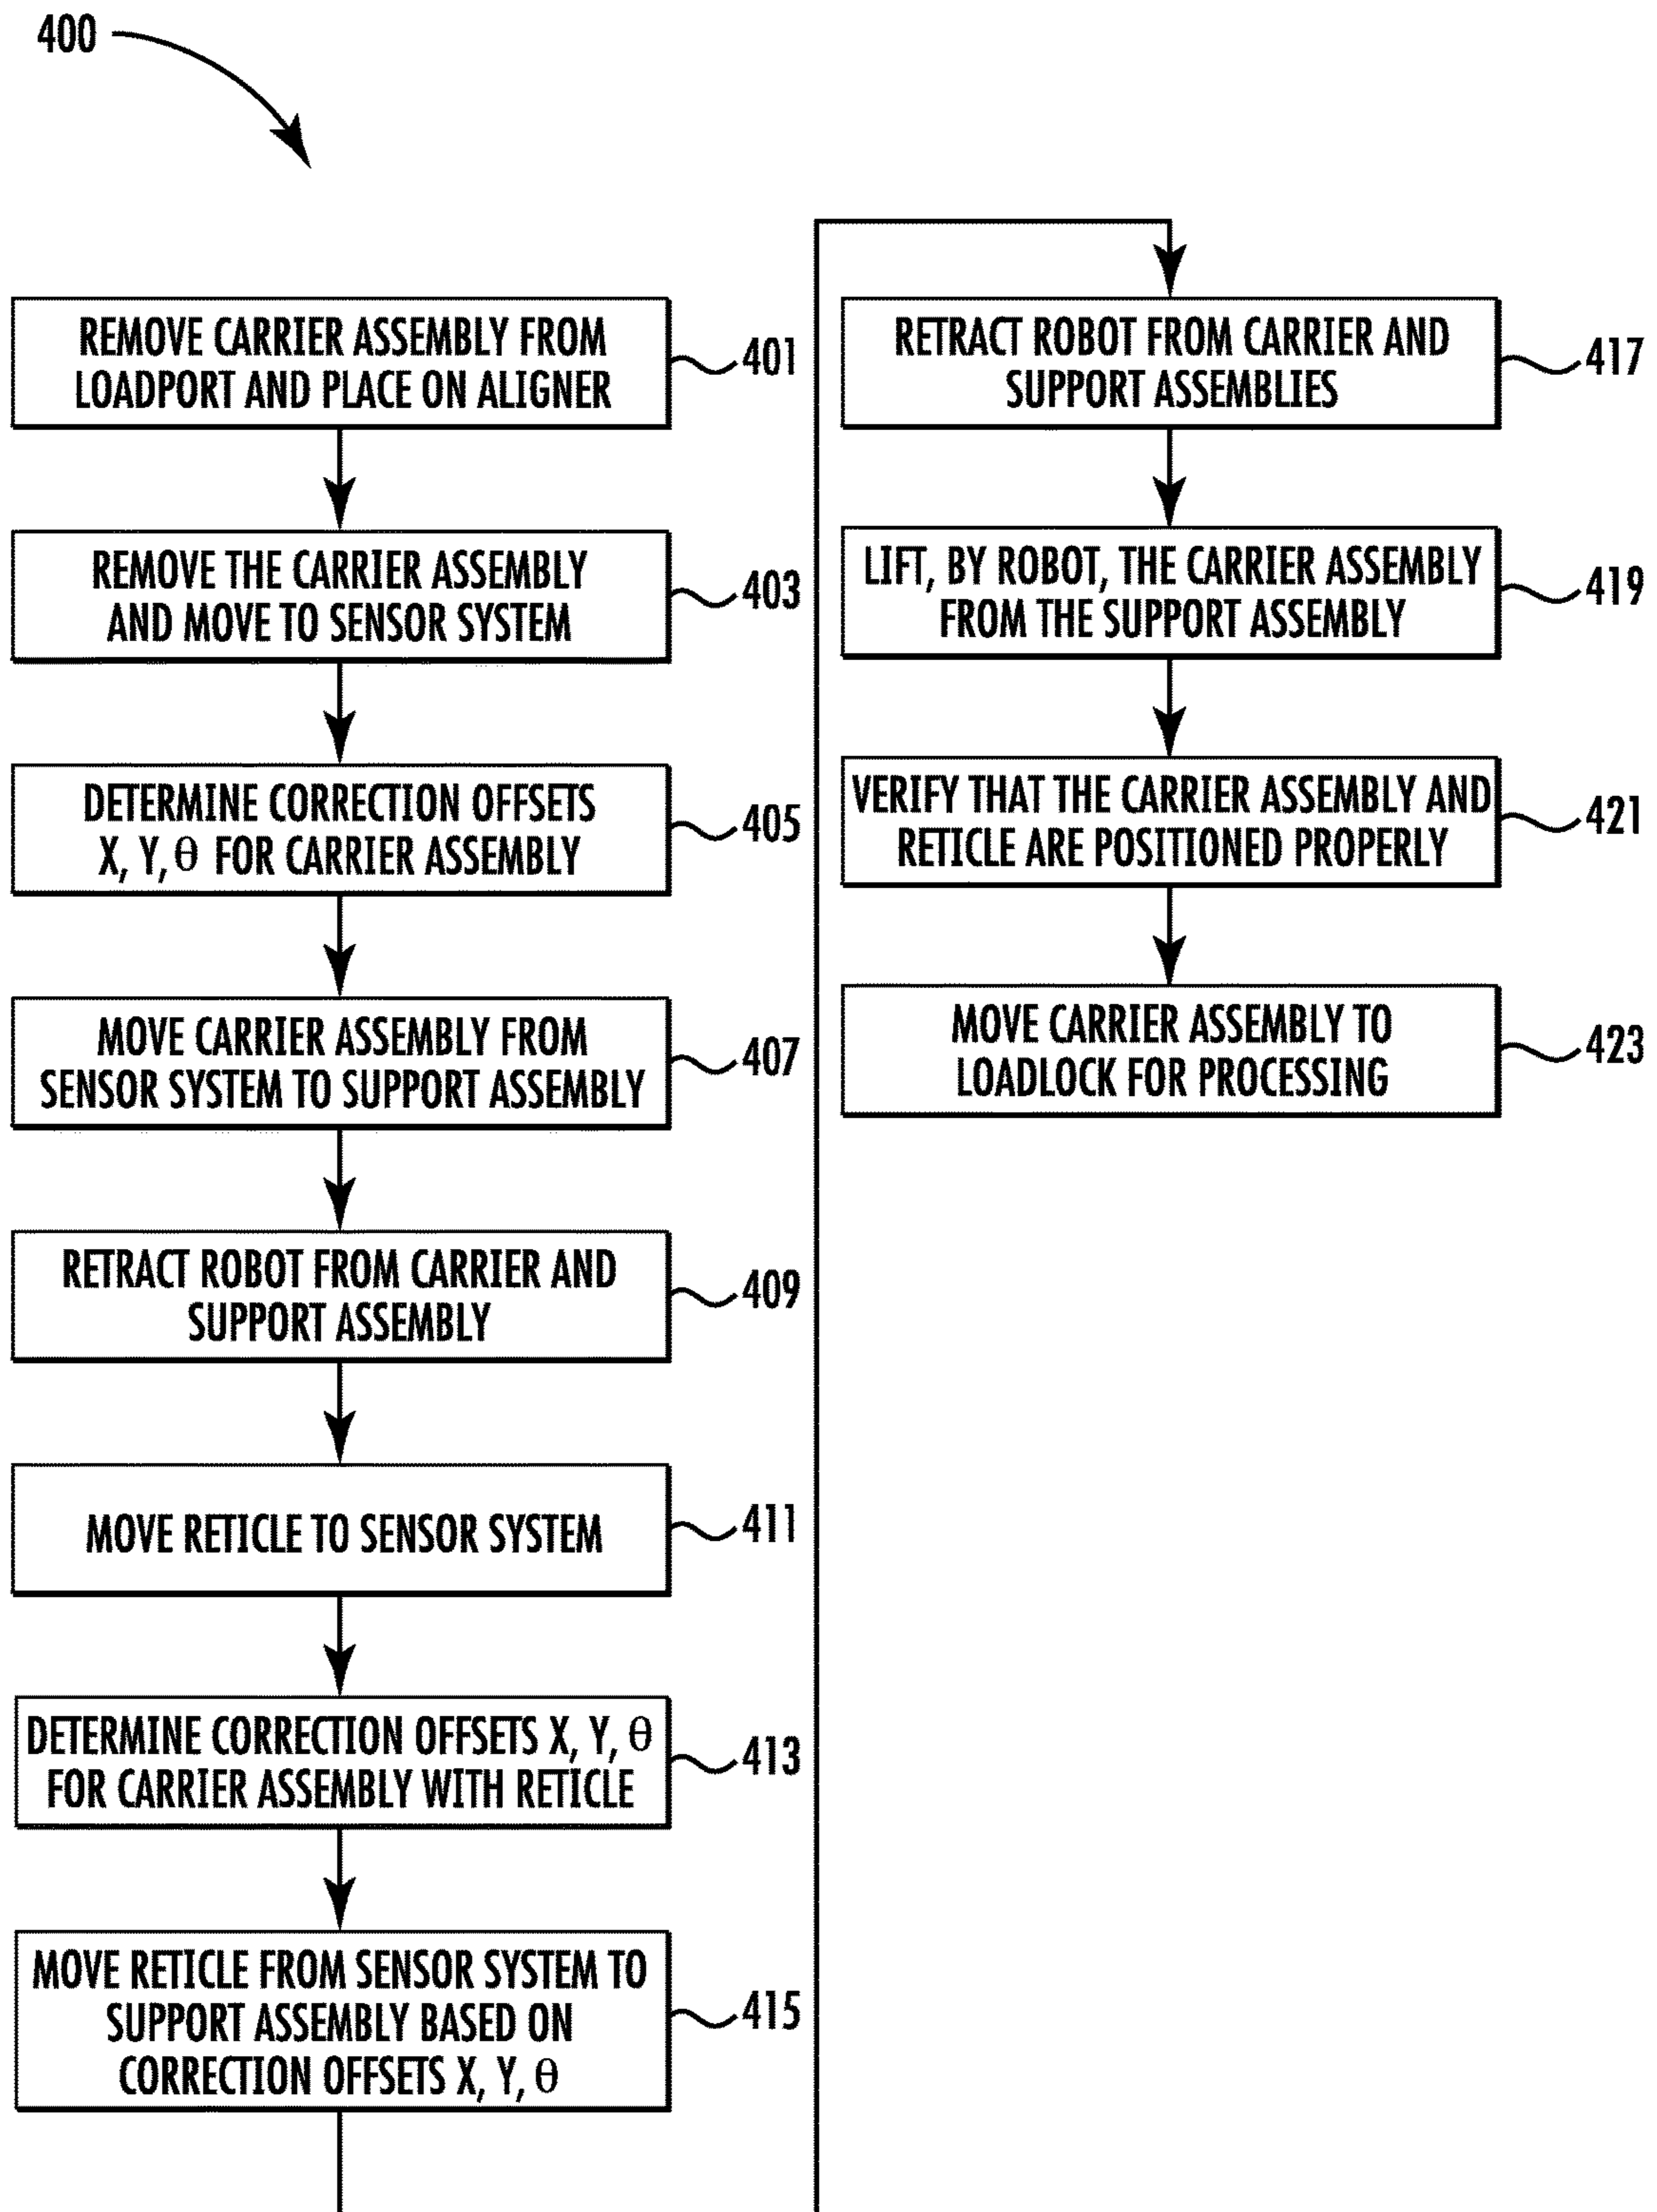 400
REMOVE CARRIER ASSEMBLY FROM
LOADPORT AND PLACE ON ALIGNER
401
REMOVE THE CARRIER ASSEMBLY
AND MOVE TO SENSOR SYSTEM
403
DETERMINE CORRECTION OFFSETS
X, Y, θ FOR CARRIER ASSEMBLY
405
MOVE CARRIER ASSEMBLY FROM
SENSOR SYSTEM TO SUPPORT ASSEMBLY
407
RETRACT ROBOT FROM CARRIER AND
SUPPORT ASSEMBLY
409
MOVE RETICLE TO SENSOR SYSTEM
411
DETERMINE CORRECTION OFFSETS X, Y, θ
FOR CARRIER ASSEMBLY WITH RETICLE
413
MOVE RETICLE FROM SENSOR SYSTEM TO
SUPPORT ASSEMBLY BASED ON
CORRECTION OFFSETS X, Y, θ
415
RETRACT ROBOT FROM CARRIER AND
SUPPORT ASSEMBLIES
417
LIFT, BY ROBOT, THE CARRIER ASSEMBLY
FROM THE SUPPORT ASSEMBLY
419
VERIFY THAT THE CARRIER ASSEMBLY AND
RETICLE ARE POSITIONED PROPERLY
421
MOVE CARRIER ASSEMBLY TO
LOADLOCK FOR PROCESSING
423